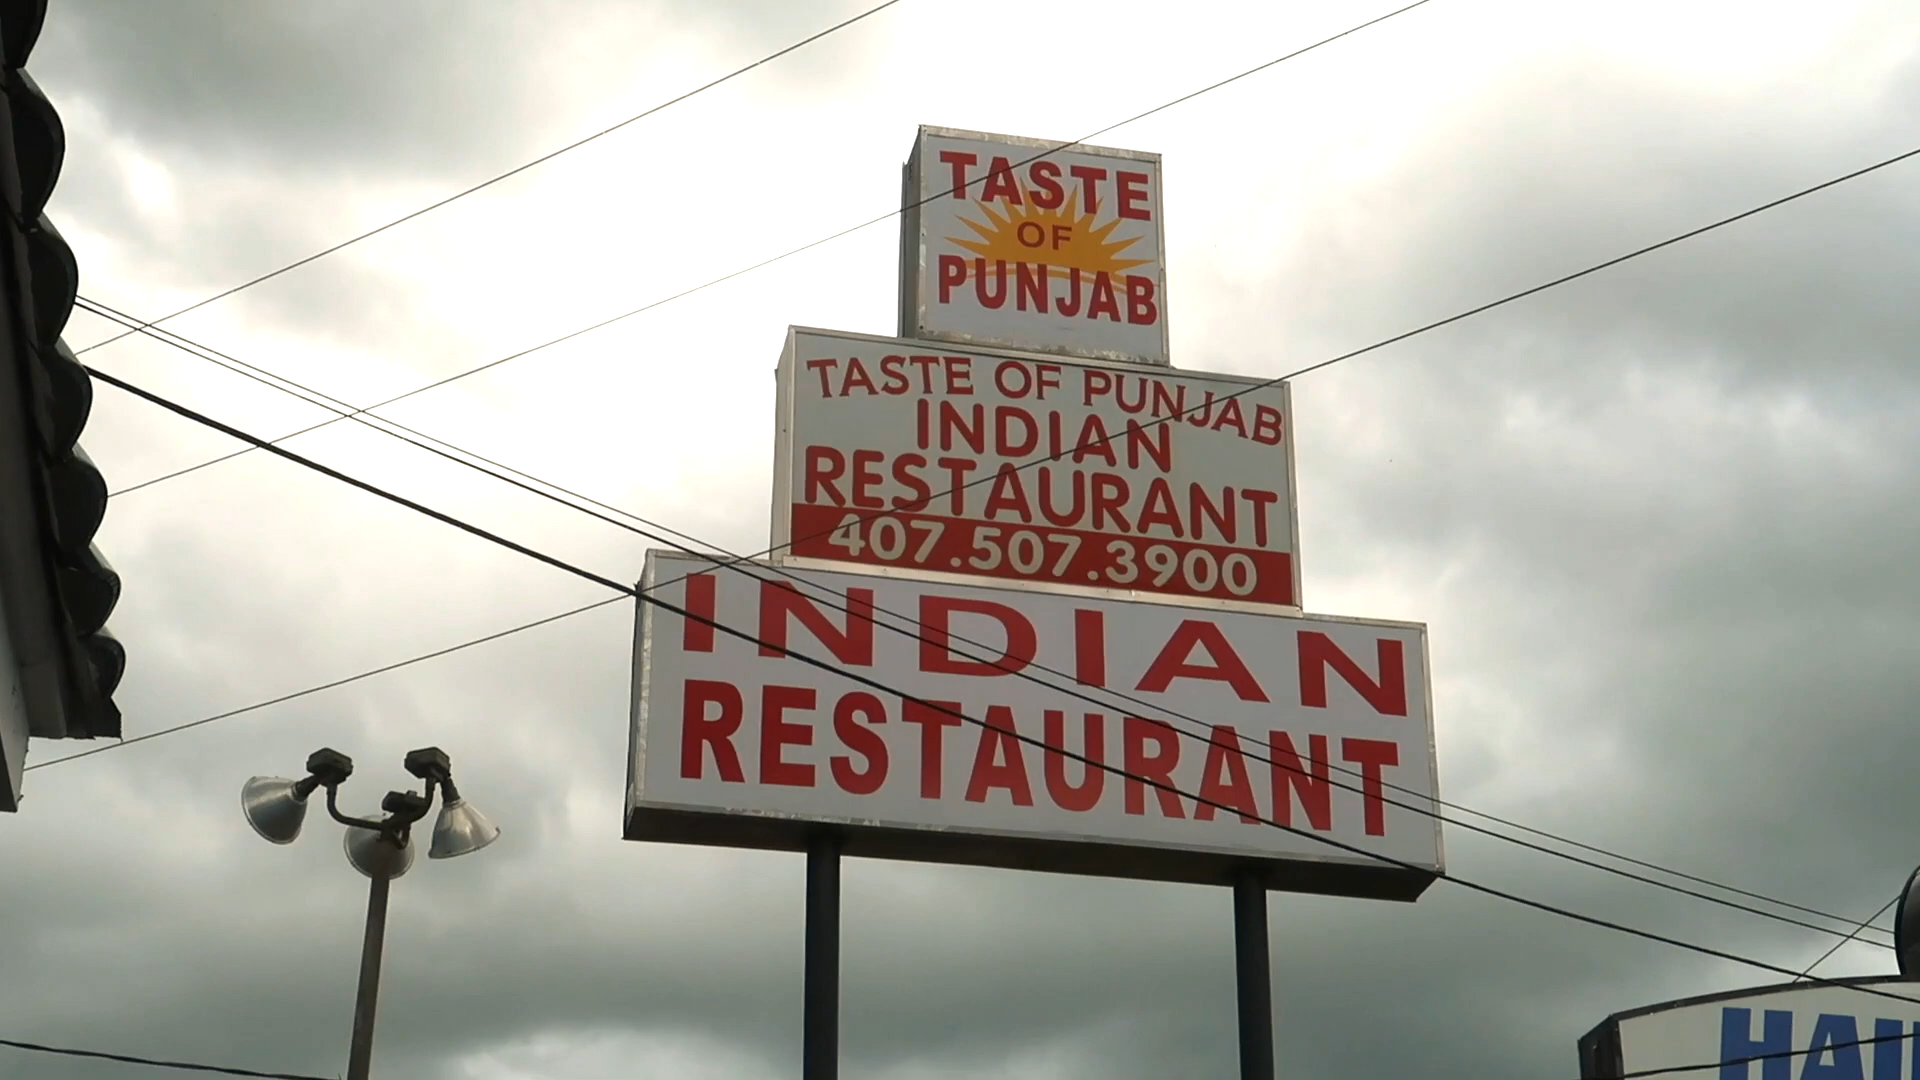 TASTE
OF
PUNJAB
TASTE OF PUNJAB
INDIAN
RESTAURANT
407.507.3900
INDIAN
RESTAURANT